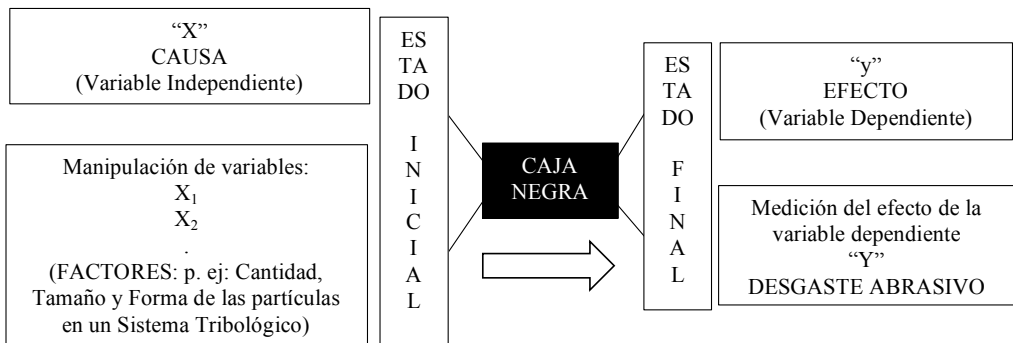 “X”
CAUSA
(Variable Independiente)
Manipulación de variables:
X₁
X₂
.
(FACTORES: p. ej: Cantidad,
Tamaño y Forma de las partículas
en un Sistema Tribológico)
ES
TA
DO
I
N
I
C
I
A
L
CAJA
NEGRA
ES
TA
DO
F
I
N
A
L
“y”
EFECTO
(Variable Dependiente)
Medición del efecto de la
variable dependiente
“Y”
DESGASTE ABRASIVO